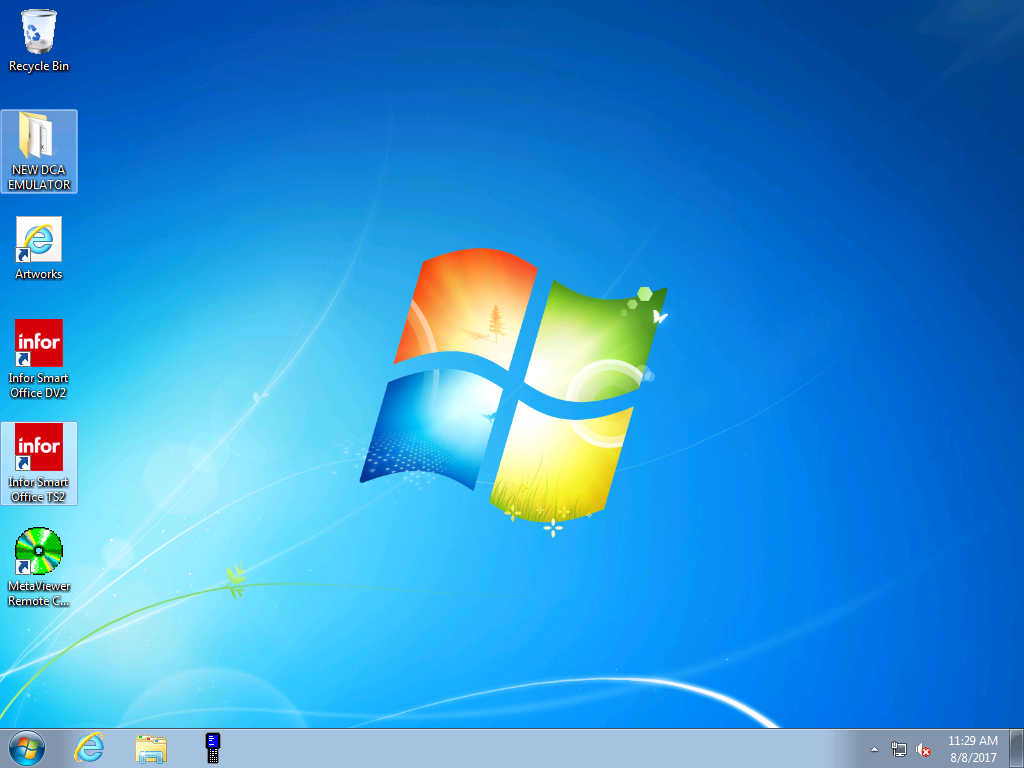 Recycle Bin
NEW DCA
EMULATOR
Artworks
infor
Infor Smart
Office DV2
infor
Infor Smart
Office TS2
MetaViewer
Remote C...
11:29 AM
8/8/2017